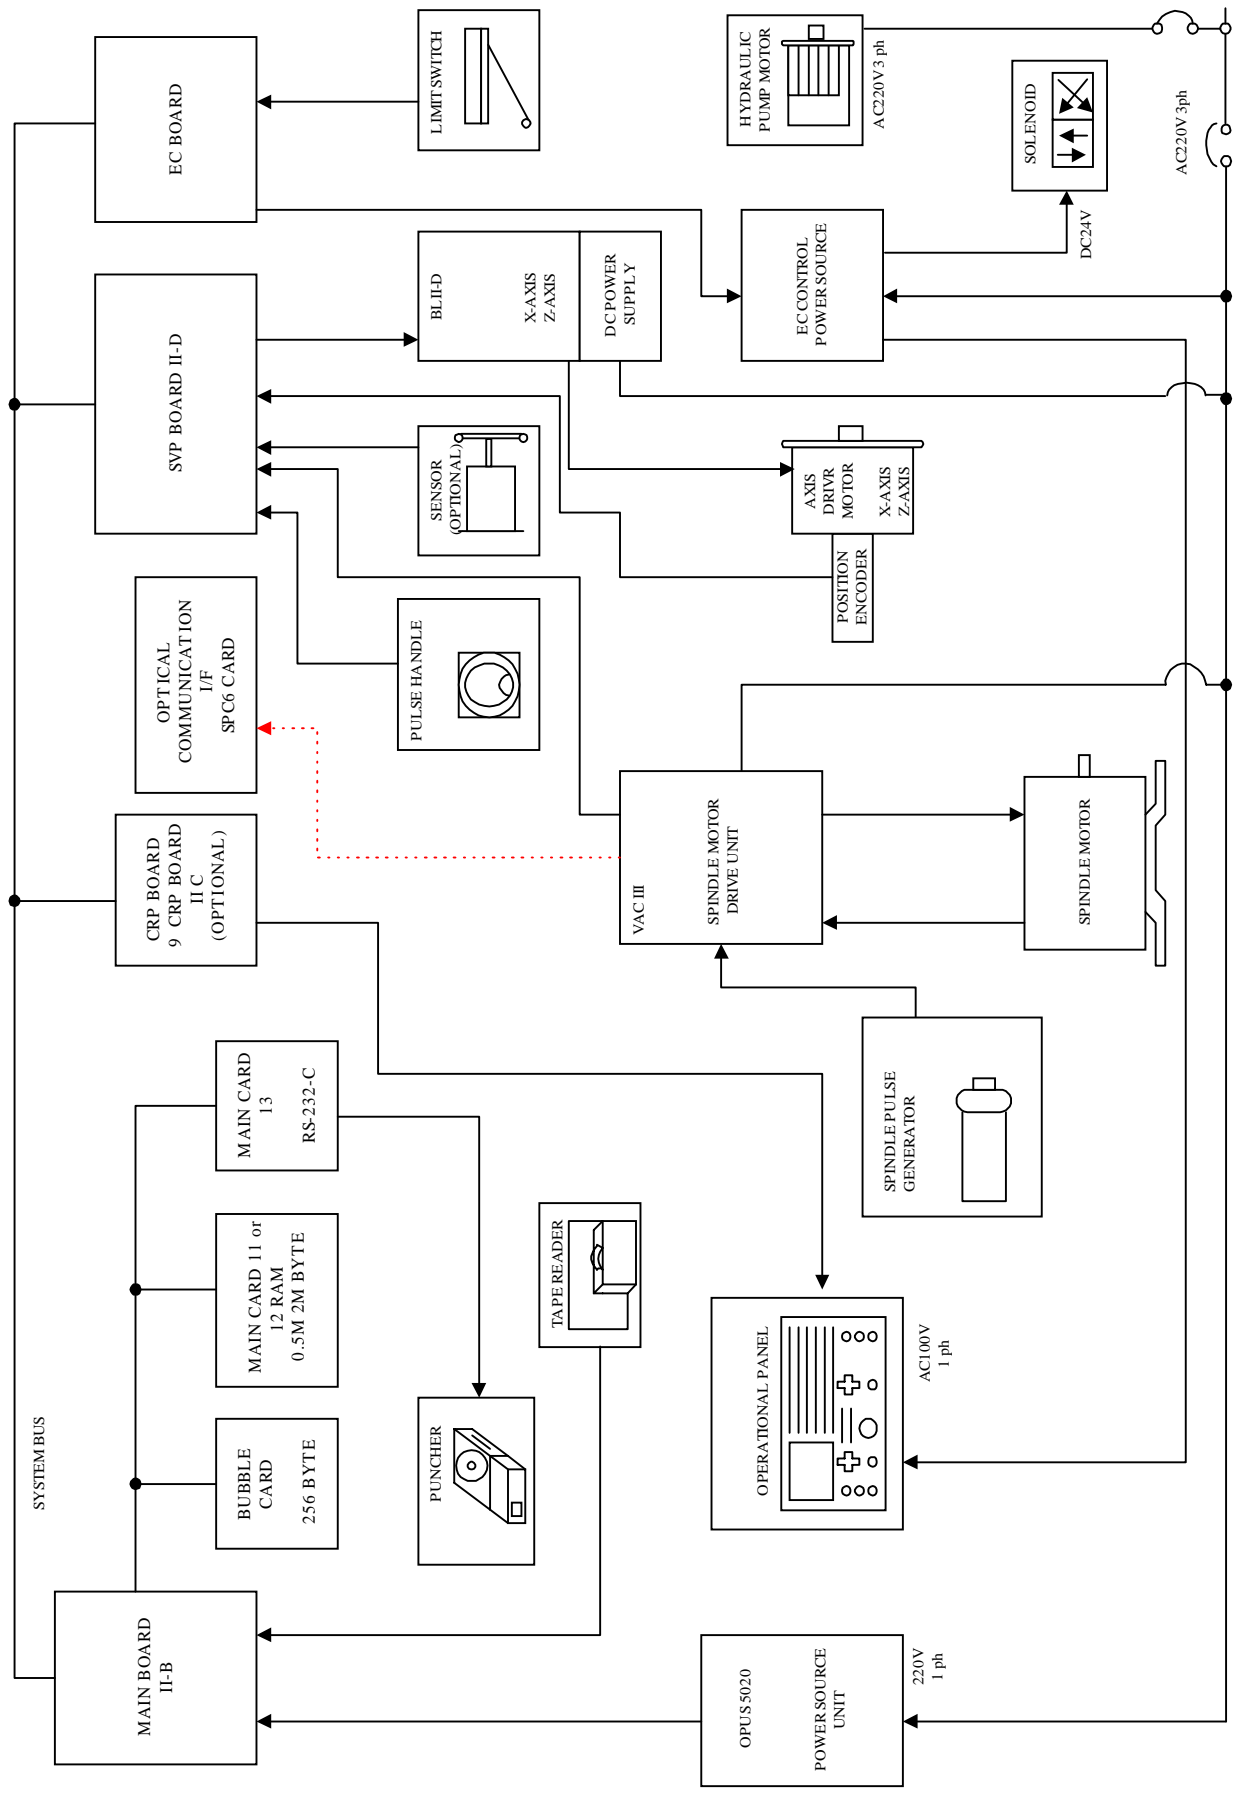 SYSTEM BUS
MAIN BOARD
II-B
BUBBLE
CARD
256 BYTE
MAIN CARD 11 or
12 RAM
0.5M 2M BYTE
MAIN CARD
13
RS-232-C
CRP BOARD
9 CRP BOARD
II C
(OPTIONAL)
OPTICAL
COMMUNICATION
I/F
SPC6 CARD
SVP BOARD II-D
EC BOARD
PUNCHER
TAPE READER
PULSE HANDLE
SENSOR
(OPTIONAL)
BLII-D
X-AXIS
Z-AXIS
DC POWER
SUPPLY
LIMIT SWITCH
OPUS 5020
POWER SOURCE
UNIT
220V
1 ph
OPERATIONAL PANEL
AC100V
1 ph
SPINDLE PULSE
GENERATOR
VAC III
SPINDLE MOTOR
DRIVE UNIT
SPINDLE MOTOR
POSITION
ENCODER
AXIS
DRIVR
MOTOR
X-AXIS
Z-AXIS
EC CONTROL
POWER SOURCE
DC24V
SOLENOID
HYDRAULIC
PUMP MOTOR
AC220V 3 ph
AC220V 3ph